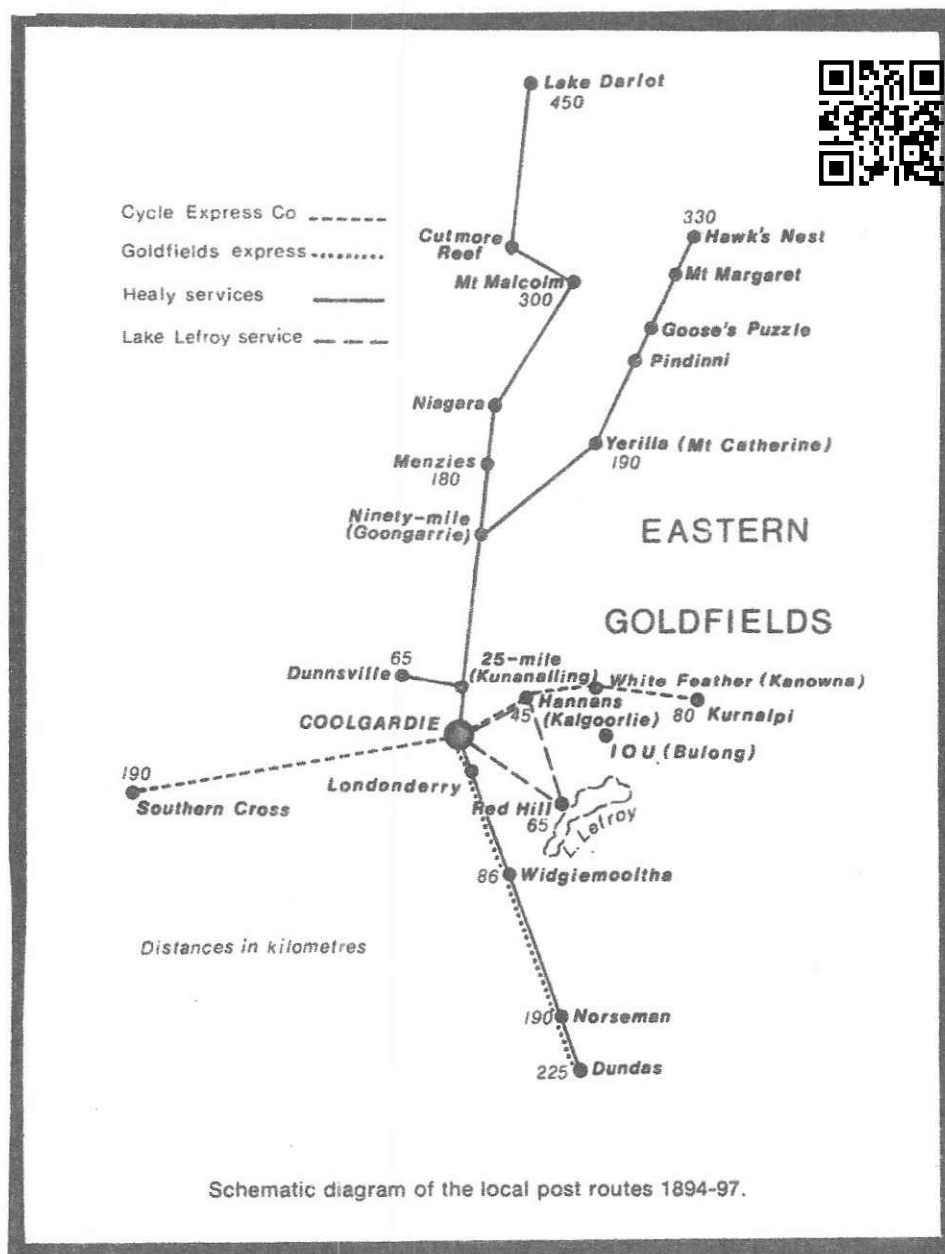 Lake Darlot
450
Cycle Express Co
Goldfields express
Healy services
Lake Lefroy service
330
Hawk's Nest
Cutmore
Reef
Mt Margaret
Mt Malcolm
300
Goose's Puzzle
Pindinni
Niagara
Yerilla (Mt Catherine)
190
Menzies
180
Ninety-mile
(Goongarrie)
EASTERN
GOLDFIELDS
65
Dunnsville
25-mile
(Kunanalling)
White Feather (Kanowna)
Hannans
45
(Kalgoorlie)
80 Kurnalpi
COOLGARDIE
IOU (Bulong)
190
Southern Cross
Londonderry
Red Hill
65
L. Lefroy
86
Widgiemooltha
Distances in kilometres
190
Norseman
225
Dundas
Schematic diagram of the local post routes 1894-97.